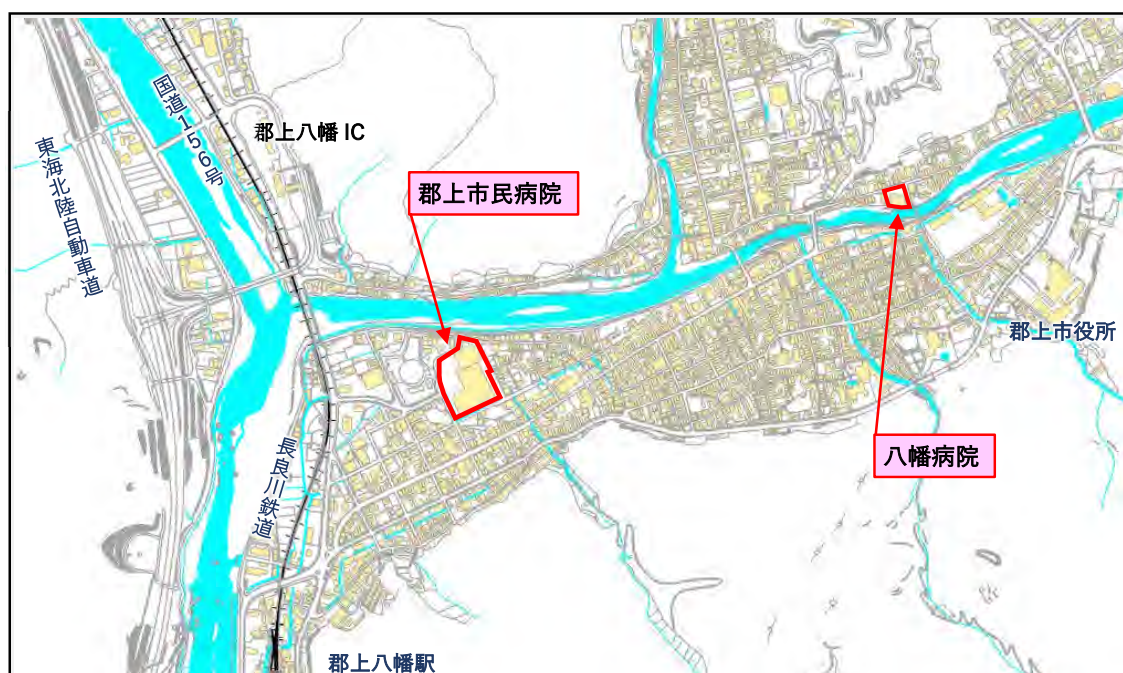 国道156号
郡上八幡 IC
東海北陸自動車道
郡上市民病院
郡上市役所
八幡病院
長良川鉄道
郡上八幡駅